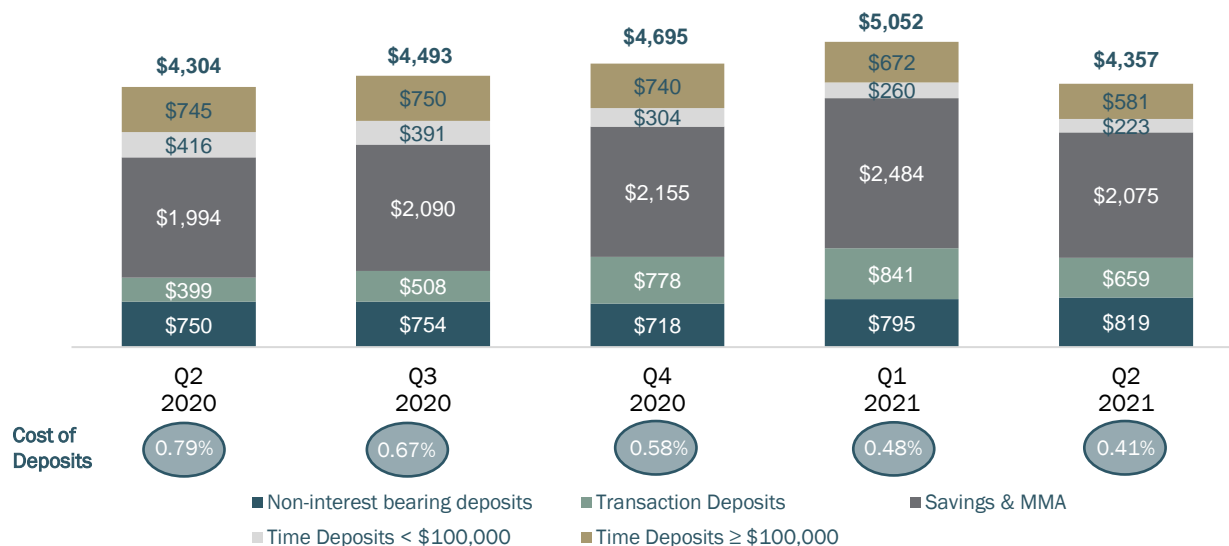 $4,304 $4,493 $4,695 $5,052 $4,357
$745 $750 $740 $672 $581
$416 $391 $304 $260 $223
$1,994 $2,090 $2,155 $2,484 $2,075
$399 $508 $778 $841 $659
$750 $754 $718 $795 $819
Q2 Q3 Q4 Q1 Q2
2020 2020 2020 2021 2021
Cost of
Deposits
0.79% 0.67% 0.58% 0.48% 0.41%
Non-interest bearing deposits Transaction Deposits Savings & MMA
Time Deposits < $100,000 Time Deposits ≥ $100,000